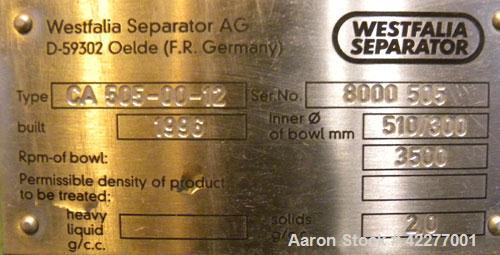 Westfalia Separator AG
D-59302 Oelde (F.R. Germany)
WESTFALIA
SEPARATOR
Type CA 505-00-12 Ser.No. 8000 505
built 1996 Inner Ø of bowl mm 510/300
Rpm-of bowl: 3500
Permissible density of product
to be treated:
heavy liquid g/c.c. solids g/c.c. 2,0
Aaron Stock# 42277001